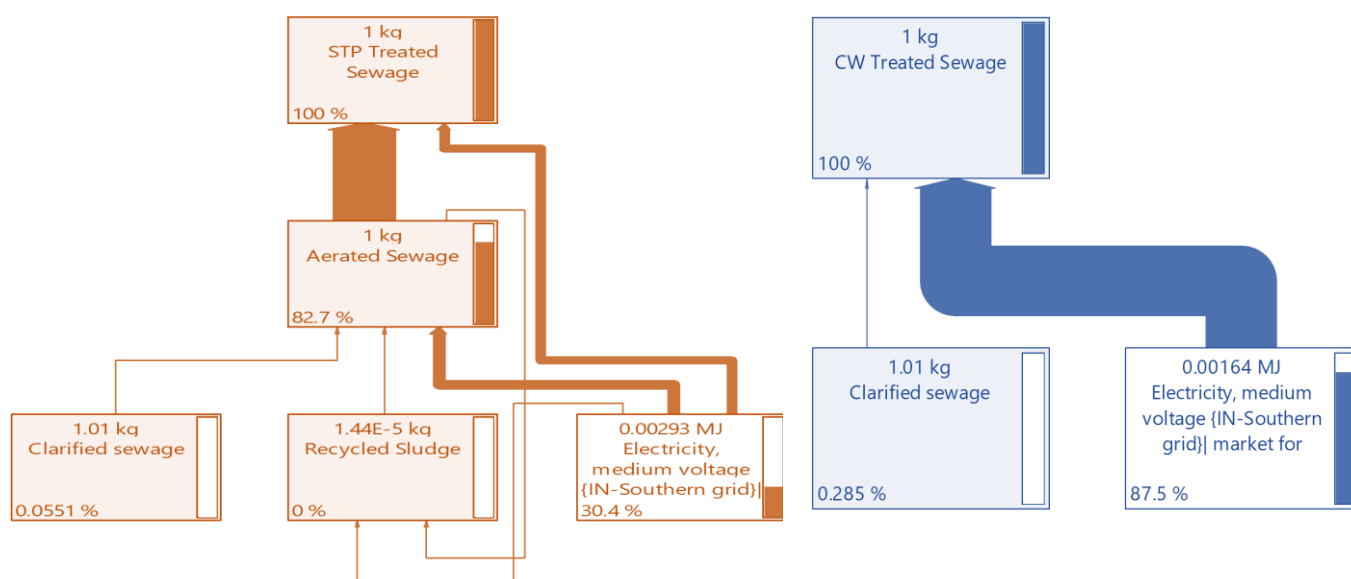 1 kg
STP Treated
Sewage
100 %
1 kg
Aerated Sewage
82.7 %
1.01 kg
Clarified sewage
0.0551 %
1.44E-5 kg
Recycled Sludge
0 %
0.00293 MJ
Electricity,
medium voltage
{IN-Southern grid}|
30.4 %
1 kg
CW Treated Sewage
100 %
1.01 kg
Clarified sewage
0.285 %
0.00164 MJ
Electricity, medium
voltage {IN-Southern
grid}| market for
87.5 %